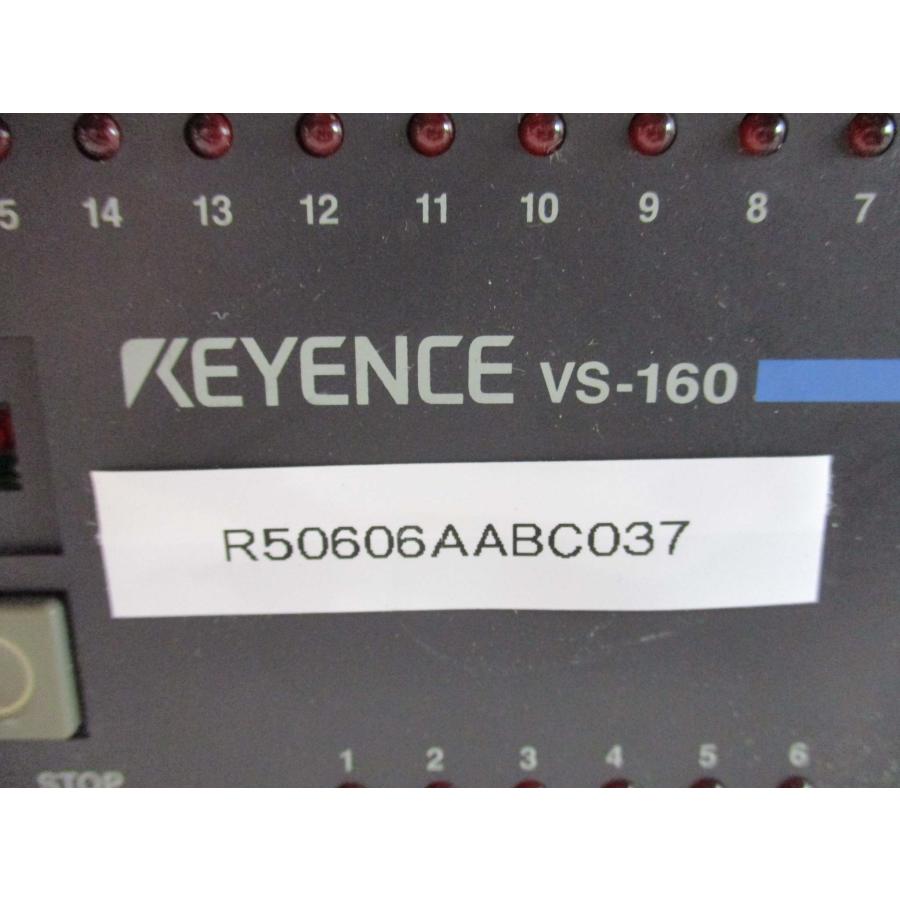 5 14 13 12 11 10 9 8 7
KEYENCE VS-160
R50606AABC037
1 2 3 4 5 6
STOP